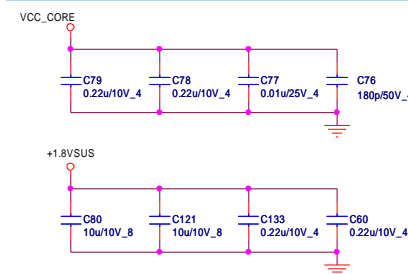 VCC_CORE
C79 C78 C77 C76
0.22u/10V_4 0.22u/10V_4 0.01u/25V_4 180p/50V_
+1.8VSUS
C80 C121 C133 C60
10u/10V_8 10u/10V_8 0.22u/10V_4 0.22u/10V_4